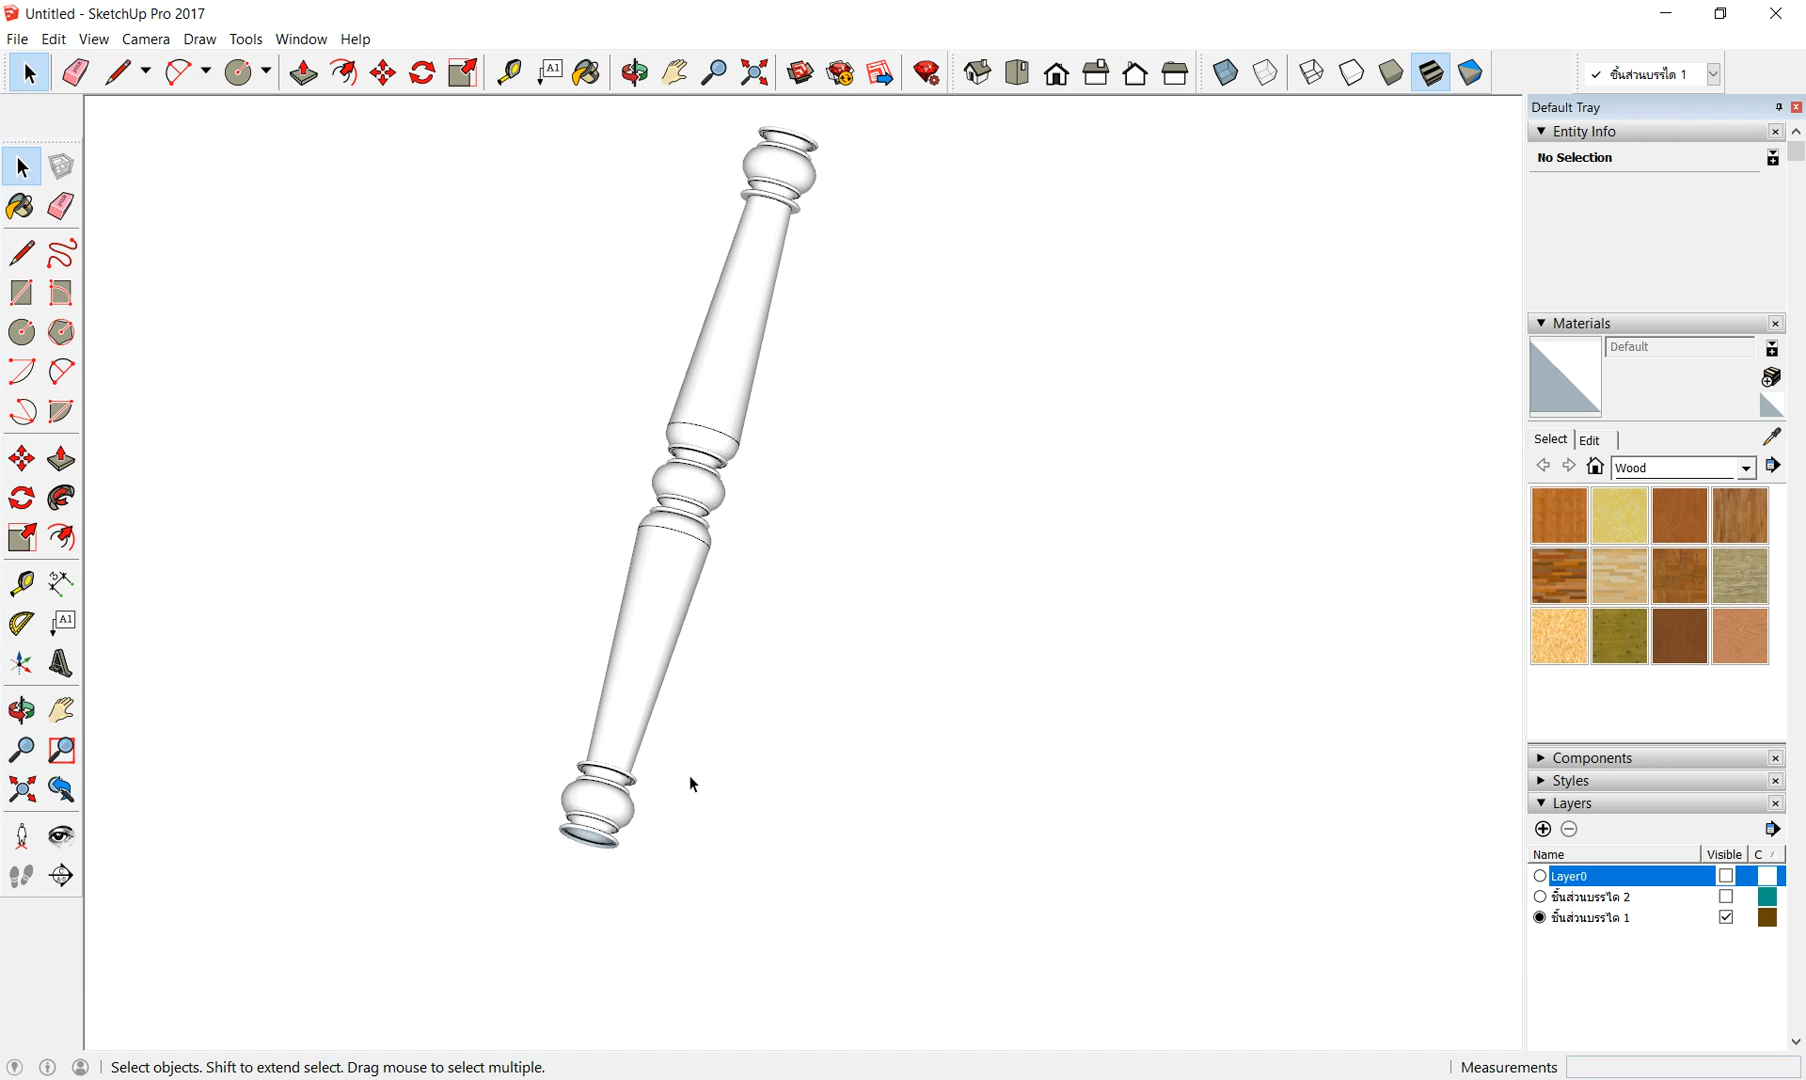 Untitled - SketchUp Pro 2017
File Edit View Camera Draw Tools Window Help
A1
✓ ชิ้นส่วนบรรได 1
Default Tray
Entity Info
No Selection
Materials
Default
Select Edit
Wood
3
A1
Components
Styles
Layers
Name Visible C
Layer0
ชิ้นส่วนบรรได 2
ชิ้นส่วนบรรได 1
Select objects. Shift to extend select. Drag mouse to select multiple.
Measurements